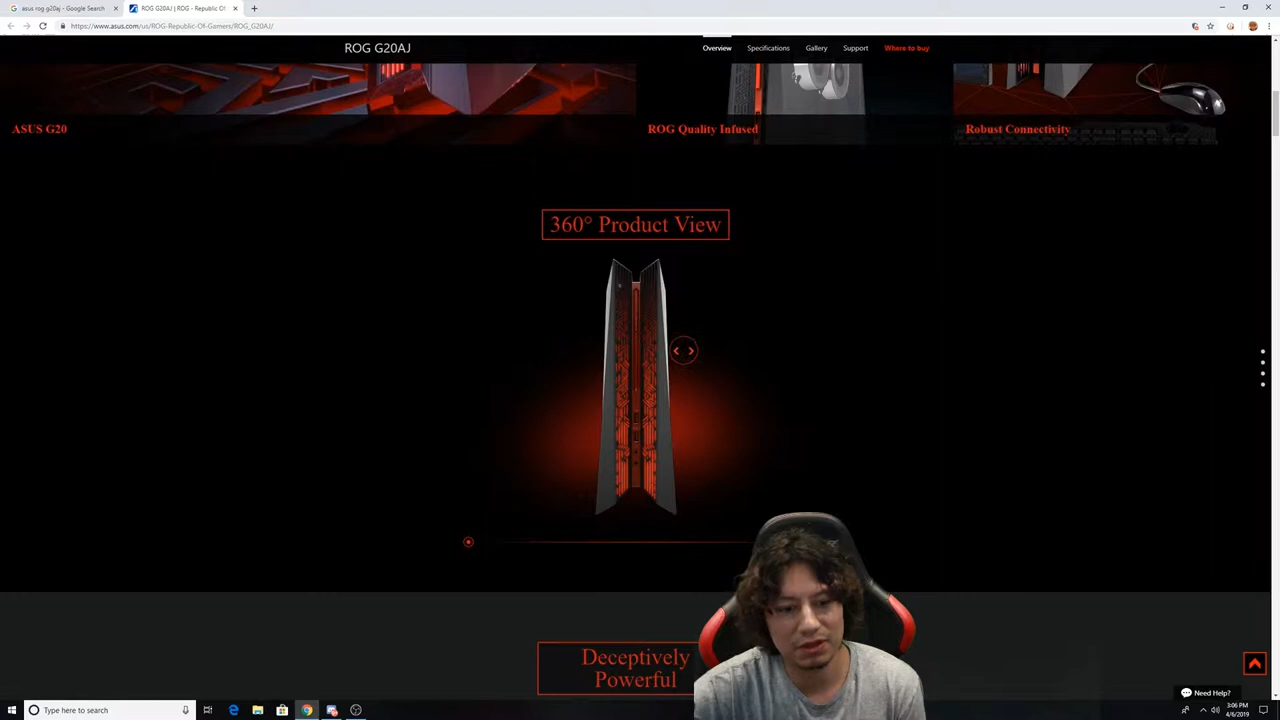 asus rog g20aj - Google Search
ROG G20AJ | ROG - Republic Of
https://www.asus.com/us/ROG-Republic-Of-Gamers/ROG_G20AJ/
ROG G20AJ
Overview
Specifications
Gallery
Support
Where to buy
ASUS G20
ROG Quality Infused
Robust Connectivity
360° Product View
Deceptively
Powerful
Need Help?
Type here to search
3:06 PM
4/6/2019